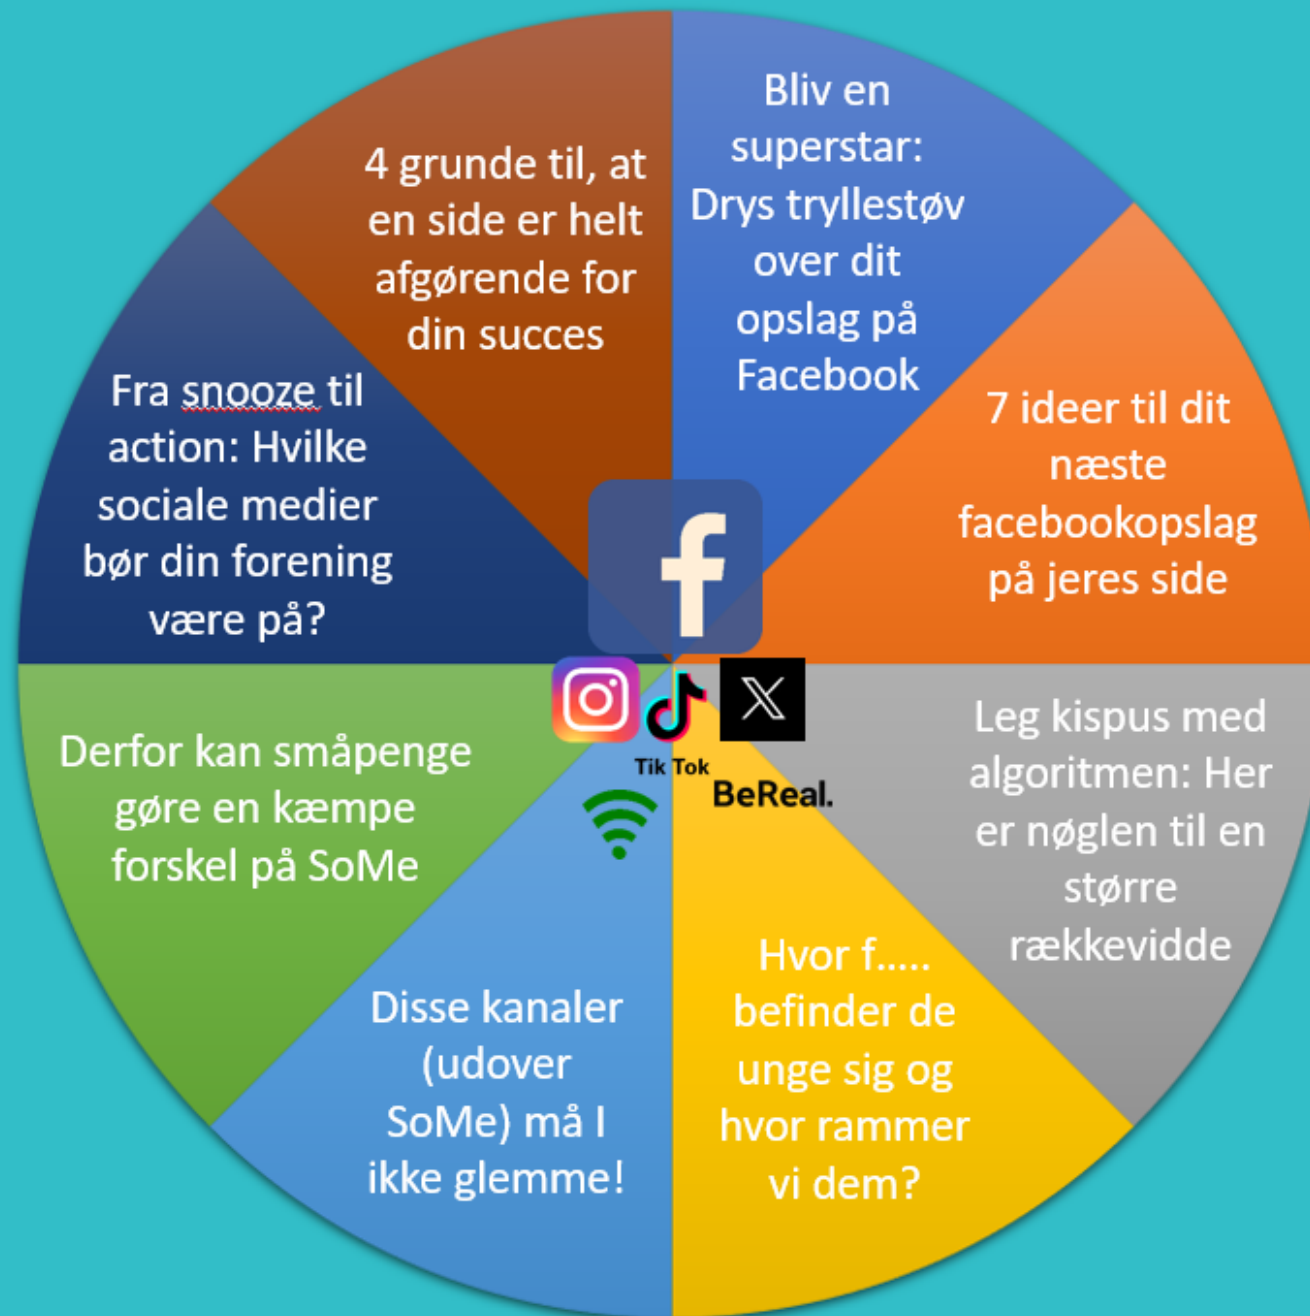 Bliv en
superstar:
Drys tryllestøv
over dit
opslag på
Facebook
7 ideer til dit
næste
facebookopslag
på jeres side
Leg kispus med
algoritmen: Her
er nøglen til en
større
rækkevidde
Hvor f.....
befinder de
unge sig og
hvor rammer
vi dem?
Disse kanaler
(udover
SoMe) må I
ikke glemme!
Derfor kan småpenge
gøre en kæmpe
forskel på SoMe
Fra snooze til
action: Hvilke
sociale medier
bør din forening
være på?
4 grunde til, at
en side er helt
afgørende for
din succes
f
X
Tik Tok
BeReal.